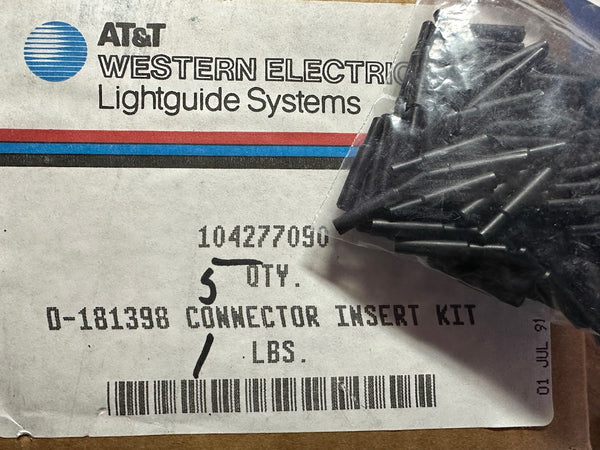 AT&T
WESTERN ELECTRIC
Lightguide Systems
104277090
5 QTY.
D-181398 CONNECTOR INSERT KIT
1 LBS.
01 JUL 91